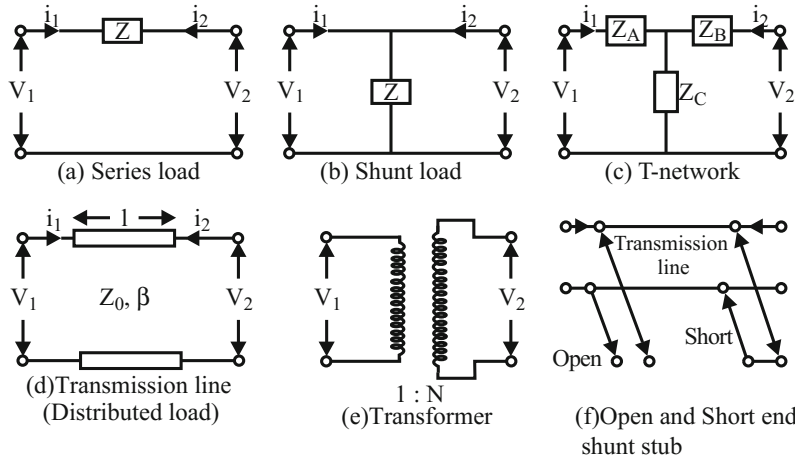 i1 i2
Z
V1 V2
(a) Series load
i1 i2
Z
V1 V2
(b) Shunt load
i1 i2
ZA ZB
V1 ZC V2
(c) T-network
i1 l i2
V1 Z0, β V2
(d)Transmission line
(Distributed load)
V1 V2
1 : N
(e)Transformer
Transmission
line
Short
Open
(f)Open and Short end
shunt stub